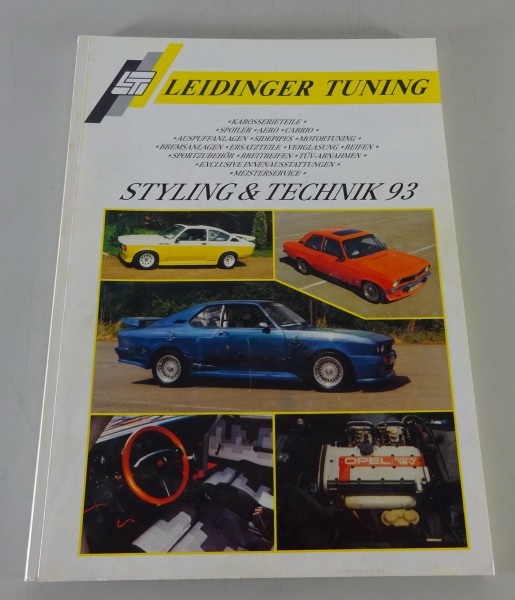 LT
LEIDINGER TUNING
•KAROSSERIETEILE•
•SPOILER •AERO •CABRIO•
•AUSPUFFANLAGEN •SIDEPIPES •MOTORTUNING•
•BREMSANLAGEN •ERSATZTEILE •VERGLASUNG •REIFEN•
•SPORTZUBEHÖR •BREITREIFEN •TÜV-ABNAHMEN•
•EXCLUSIVE INNENAUSSTATTUNGEN•
•MEISTERSERVICE•
STYLING & TECHNIK 93
OPEL